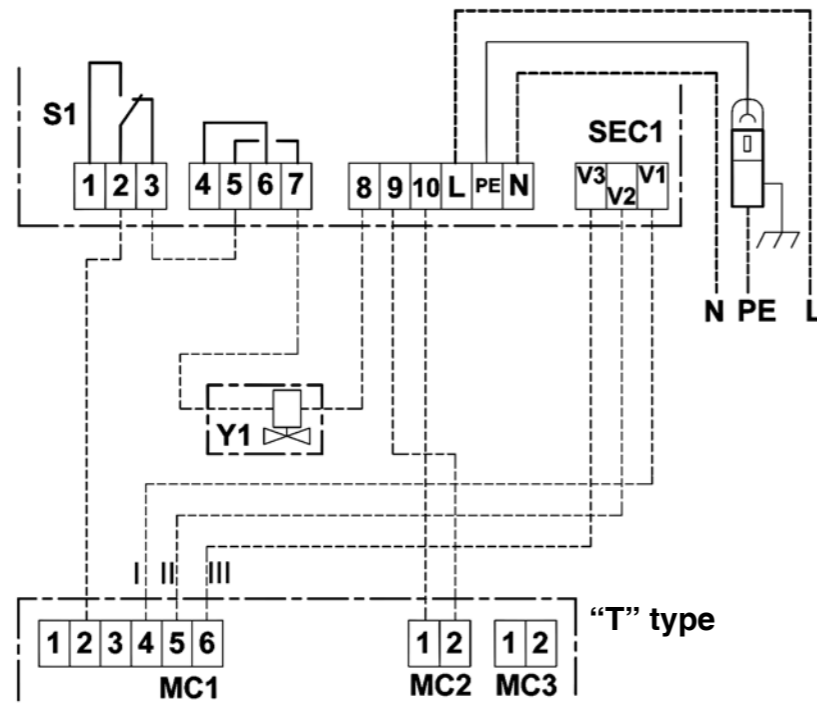 S1
SEC1
1 2 3
4 5 6 7
8 9 10 L PE N
V3 V2 V1
N PE L
Y1
I II III
"T" type
1 2 3 4 5 6
1 2
1 2
MC1
MC2
MC3